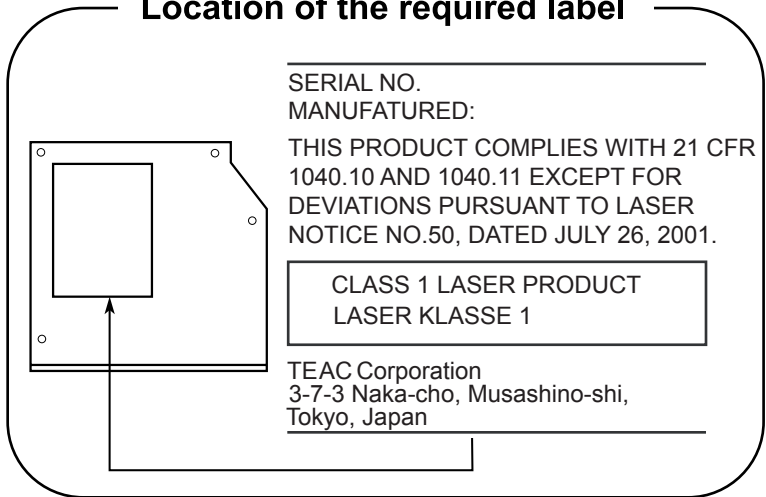 Location of the required label
SERIAL NO.
MANUFATURED:
THIS PRODUCT COMPLIES WITH 21 CFR
1040.10 AND 1040.11 EXCEPT FOR
DEVIATIONS PURSUANT TO LASER
NOTICE NO.50, DATED JULY 26, 2001.
CLASS 1 LASER PRODUCT
LASER KLASSE 1
TEAC Corporation
3-7-3 Naka-cho, Musashino-shi,
Tokyo, Japan